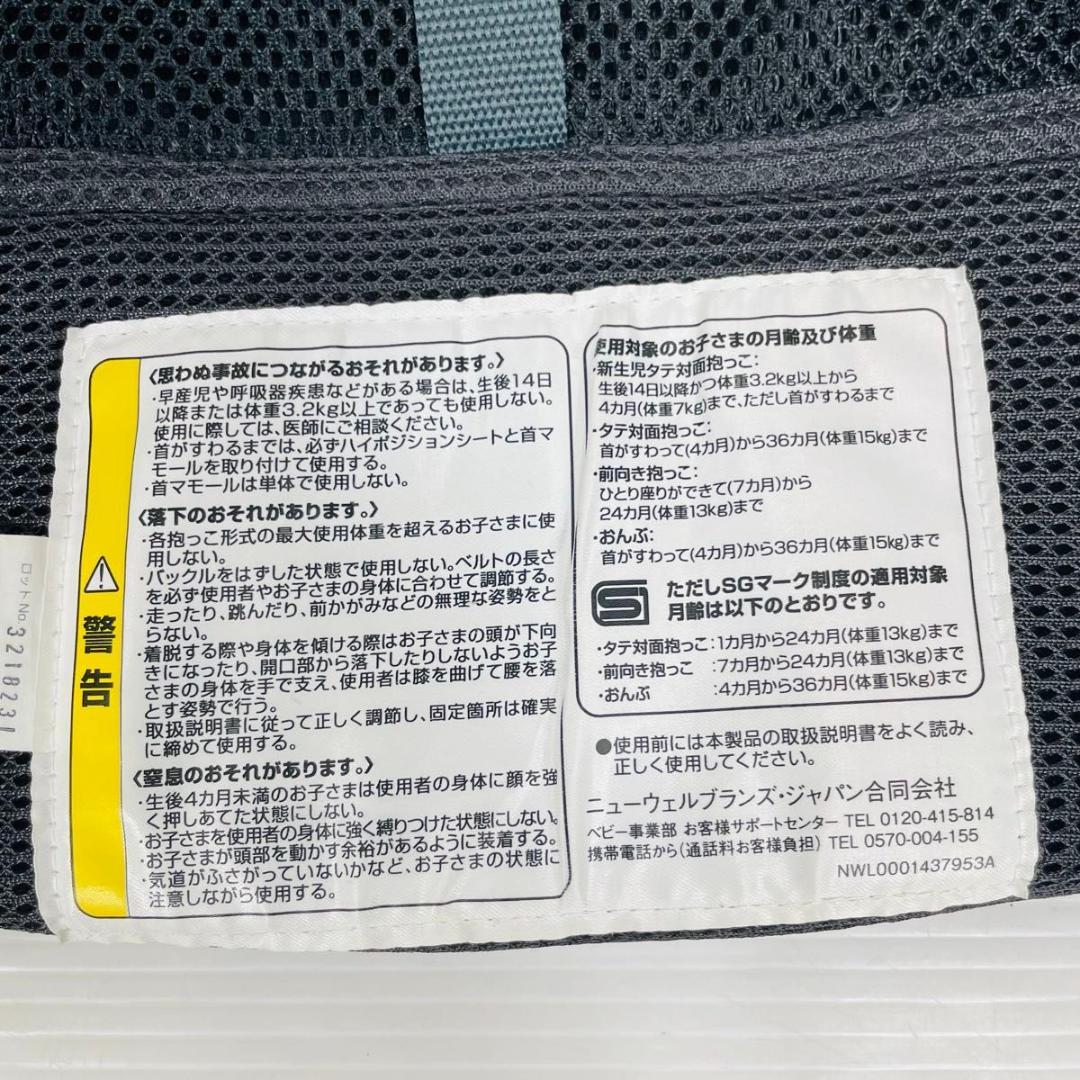 ロットNo.
3218231
警告
〈思わぬ事故につながるおそれがあります。〉
・早産児や呼吸器疾患などがある場合は、生後14日
以降または体重3.2kg以上であっても使用しない。
使用に際しては、医師にご相談ください。
・首がすわるまでは、必ずハイポジションシートと首マ
モールを取り付けて使用する。
・首マモールは単体で使用しない。
〈落下のおそれがあります。〉
・各抱っこ形式の最大使用体重を超えるお子さまに使
用しない。
・バックルをはずした状態で使用しない。ベルトの長さ
を必ず使用者やお子さまの身体に合わせて調節する。
・走ったり、跳んだり、前かがみなどの無理な姿勢をと
らない。
・着脱する際や身体を傾ける際はお子さまの頭が下向
きになったり、開口部から落下したりしないようお子
さまの身体を手で支え、使用者は膝を曲げて腰を落
とす姿勢で行う。
・取扱説明書に従って正しく調節し、固定箇所は確実
に締めて使用する。
〈窒息のおそれがあります。〉
・生後4カ月未満のお子さまは使用者の身体に顔を強
く押しあてた状態にしない。
・お子さまを使用者の身体に強く縛りつけた状態にしない。
・お子さまが頭部を動かす余裕があるように装着する。
・気道がふさがっていないかなど、お子さまの状態に
注意しながら使用する。
使用対象のお子さまの月齢及び体重
・新生児タテ対面抱っこ:
生後14日以降かつ体重3.2kg以上から
4カ月(体重7kg)まで、ただし首がすわるまで
・タテ対面抱っこ:
首がすわって(4カ月)から36カ月(体重15kg)まで
・前向き抱っこ:
ひとり座りができて(7カ月)から
24カ月(体重13kg)まで
・おんぶ:
首がすわって(4カ月)から36カ月(体重15kg)まで
ただしSGマーク制度の適用対象
月齢は以下のとおりです。
・タテ対面抱っこ:1カ月から24カ月(体重13kg)まで
・前向き抱っこ :7カ月から24カ月(体重13kg)まで
・おんぶ :4カ月から36カ月(体重15kg)まで
●使用前には本製品の取扱説明書をよく読み、
正しく使用してください。
ニューウェルブランズ・ジャパン合同会社
ベビー事業部 お客様サポートセンター TEL 0120-415-814
携帯電話から(通話料お客様負担) TEL 0570-004-155
NWL0001437953A